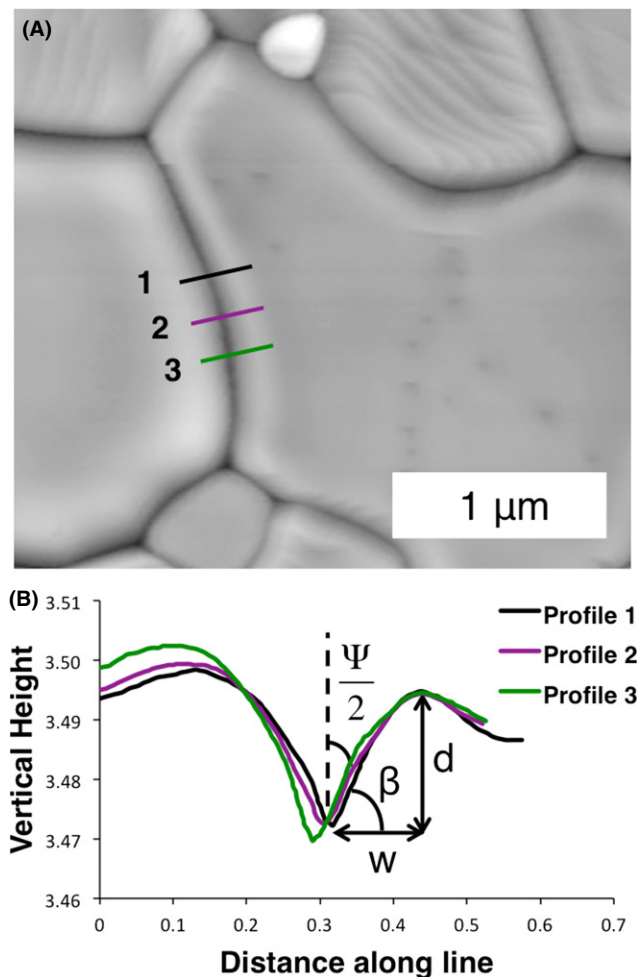 (A)
1
2
3
1 μm
(B)
3.51
3.50
3.49
3.48
3.47
3.46
Vertical Height
Profile 1
Profile 2
Profile 3
Ψ
2
β
d
w
0
0.1
0.2
0.3
0.4
0.5
0.6
0.7
Distance along line